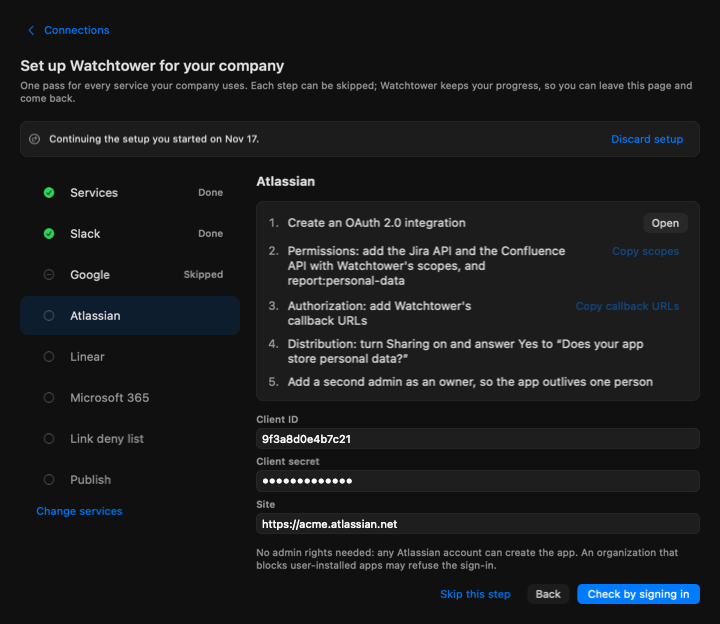 Connections
Set up Watchtower for your company
One pass for every service your company uses. Each step can be skipped; Watchtower keeps your progress, so you can leave this page and
come back.
Continuing the setup you started on Nov 17.
Discard setup
Services
Done
Slack
Done
Google
Skipped
Atlassian
Linear
Microsoft 365
Link deny list
Publish
Change services
Atlassian
1. Create an OAuth 2.0 integration
Open
2. Permissions: add the Jira API and the Confluence
API with Watchtower's scopes, and
report:personal-data
Copy scopes
3. Authorization: add Watchtower's
callback URLs
Copy callback URLs
4. Distribution: turn Sharing on and answer Yes to “Does your app
store personal data?”
5. Add a second admin as an owner, so the app outlives one person
Client ID
9f3a8d0e4b7c21
Client secret
•••••••••••••
Site
https://acme.atlassian.net
No admin rights needed: any Atlassian account can create the app. An organization that
blocks user-installed apps may refuse the sign-in.
Skip this step
Back
Check by signing in